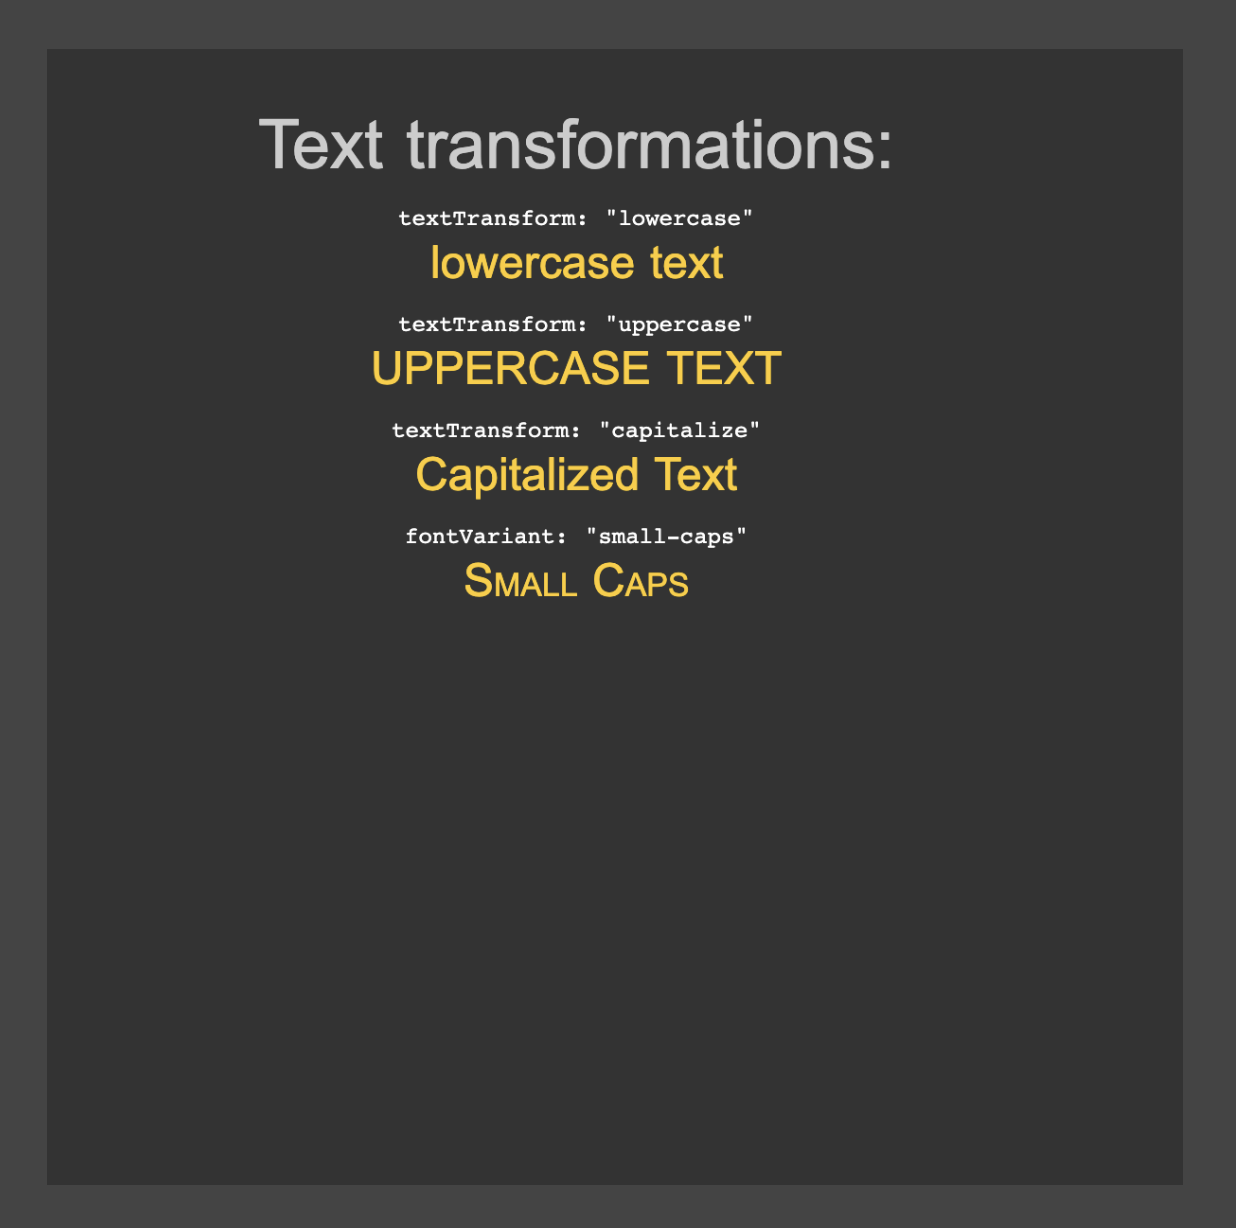 Text transformations:
textTransform: "lowercase"
lowercase text
textTransform: "uppercase"
UPPERCASE TEXT
textTransform: "capitalize"
Capitalized Text
fontVariant: "small-caps"
Small Caps